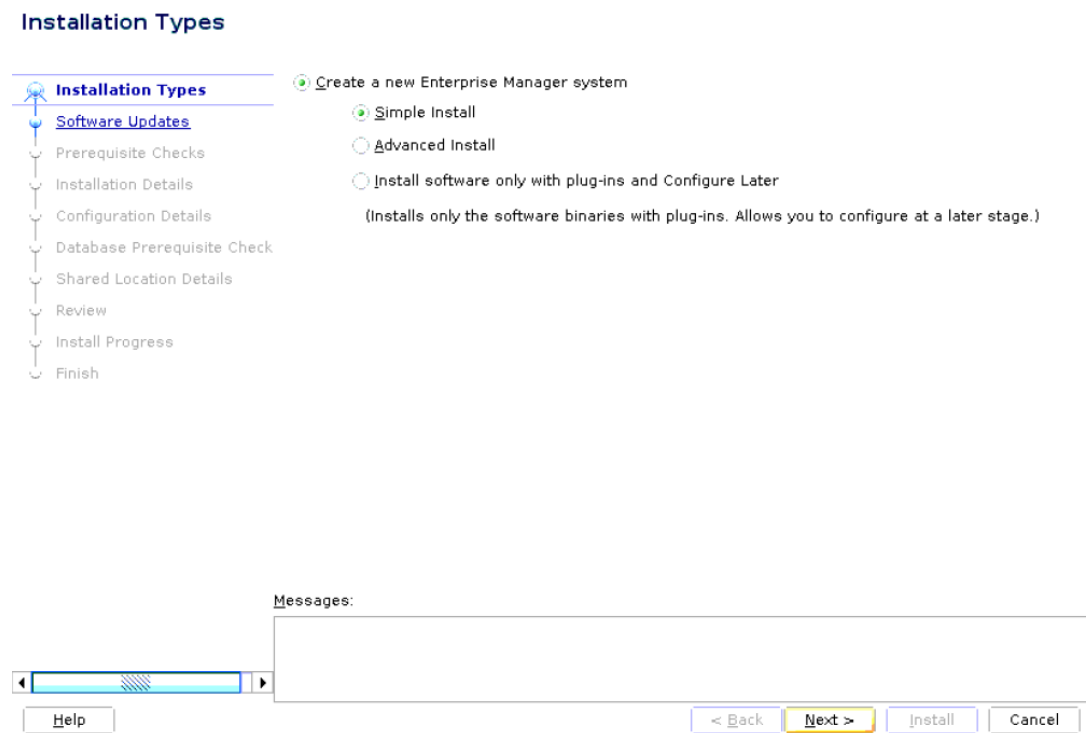 Installation Types
Installation Types
Software Updates
Prerequisite Checks
Installation Details
Configuration Details
Database Prerequisite Check
Shared Location Details
Review
Install Progress
Finish
Create a new Enterprise Manager system
Simple Install
Advanced Install
Install software only with plug-ins and Configure Later
(Installs only the software binaries with plug-ins. Allows you to configure at a later stage.)
Messages:
Help
< Back
Next >
Install
Cancel